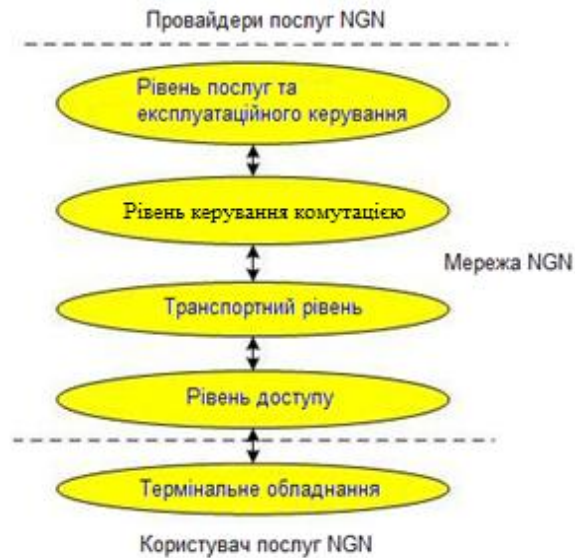 Провайдери послуг NGN
Рівень послуг та
експлуатаційного керування
Рівень керування комутацією
Мережа NGN
Транспортний рівень
Рівень доступу
Термінальне обладнання
Користувач послуг NGN